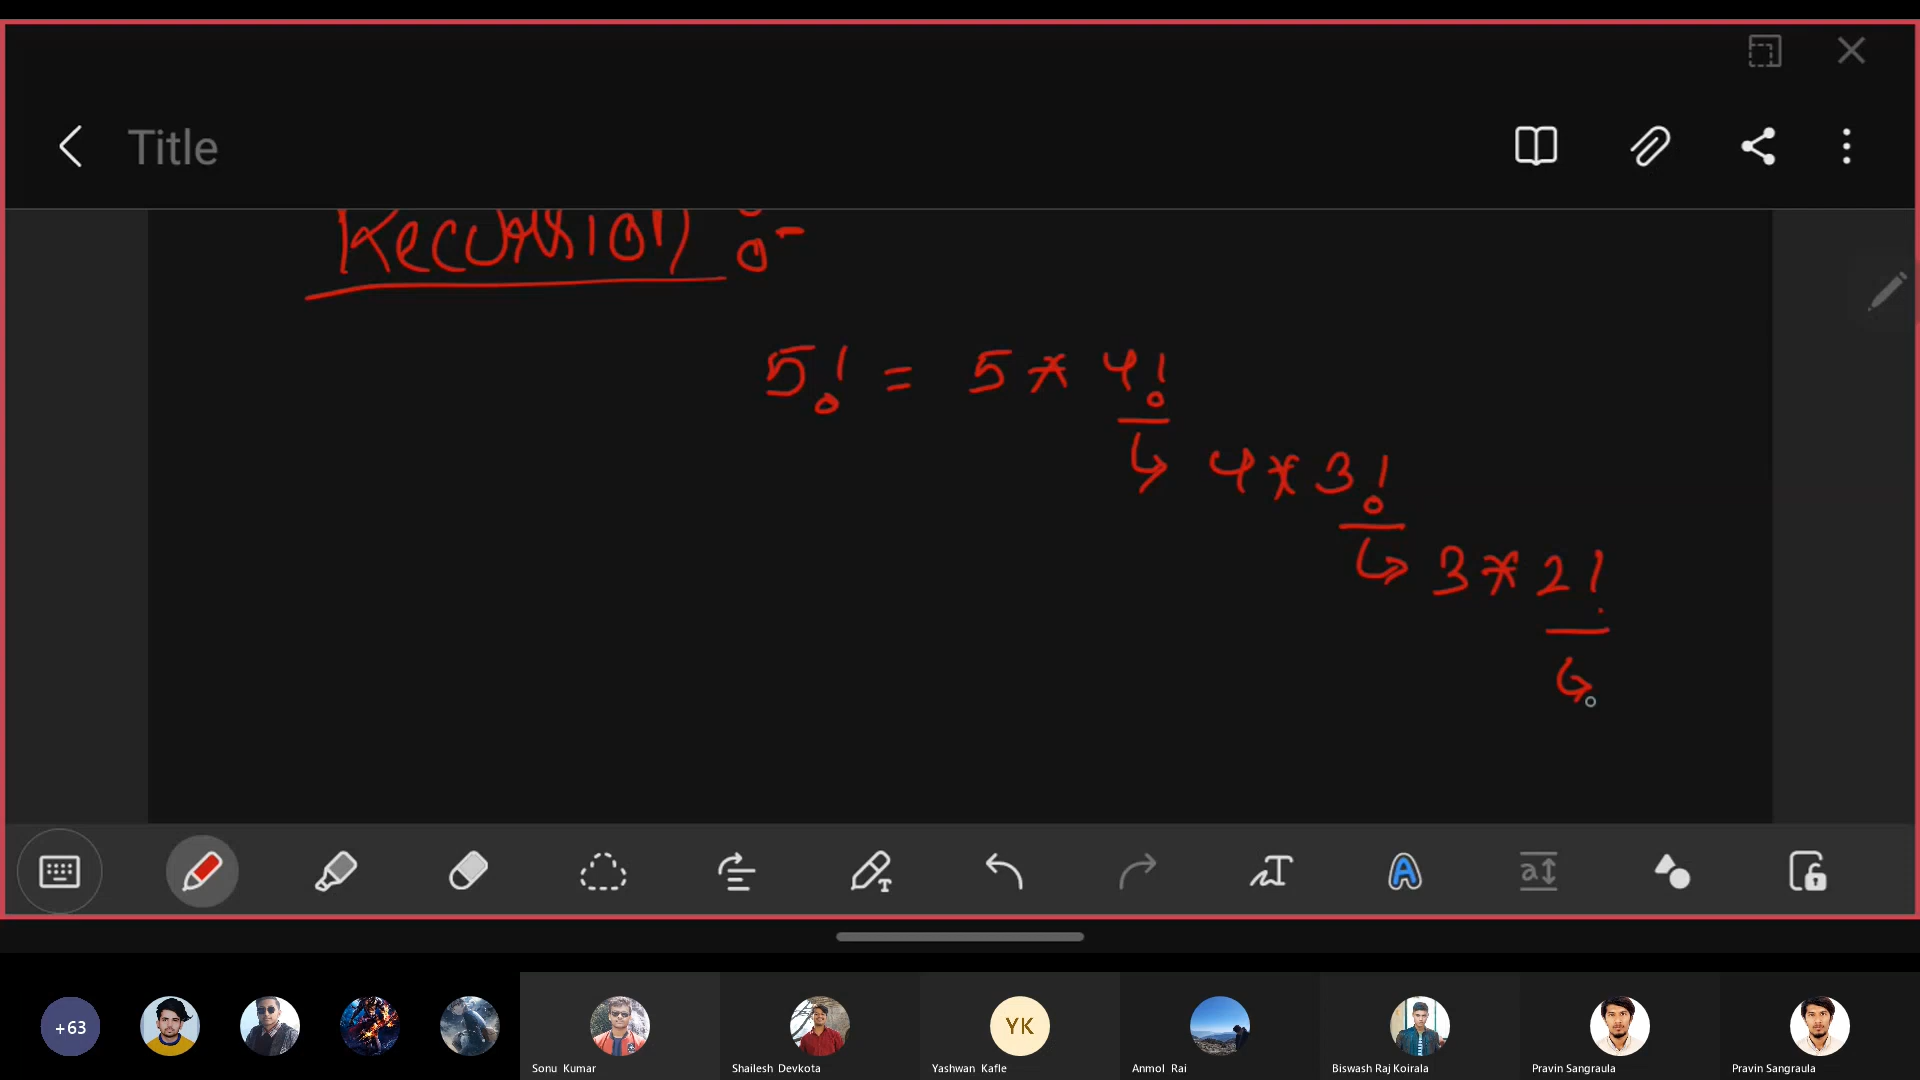 Title
Recursion :-
5! = 5 * 4!
↳ 4 * 3!
↳ 3 * 2!
↳
T
A
a
+63
YK
Sonu Kumar
Shailesh Devkota
Yashwan Kafle
Anmol Rai
Biswash Raj Koirala
Pravin Sangraula
Pravin Sangraula